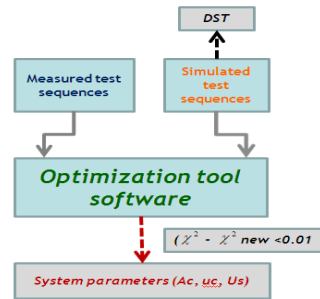 DST
Measured test
sequences
Simulated
test
sequences
Optimization tool
software
(χ² - χ² new <0.01
System parameters (Ac, uc, Us)